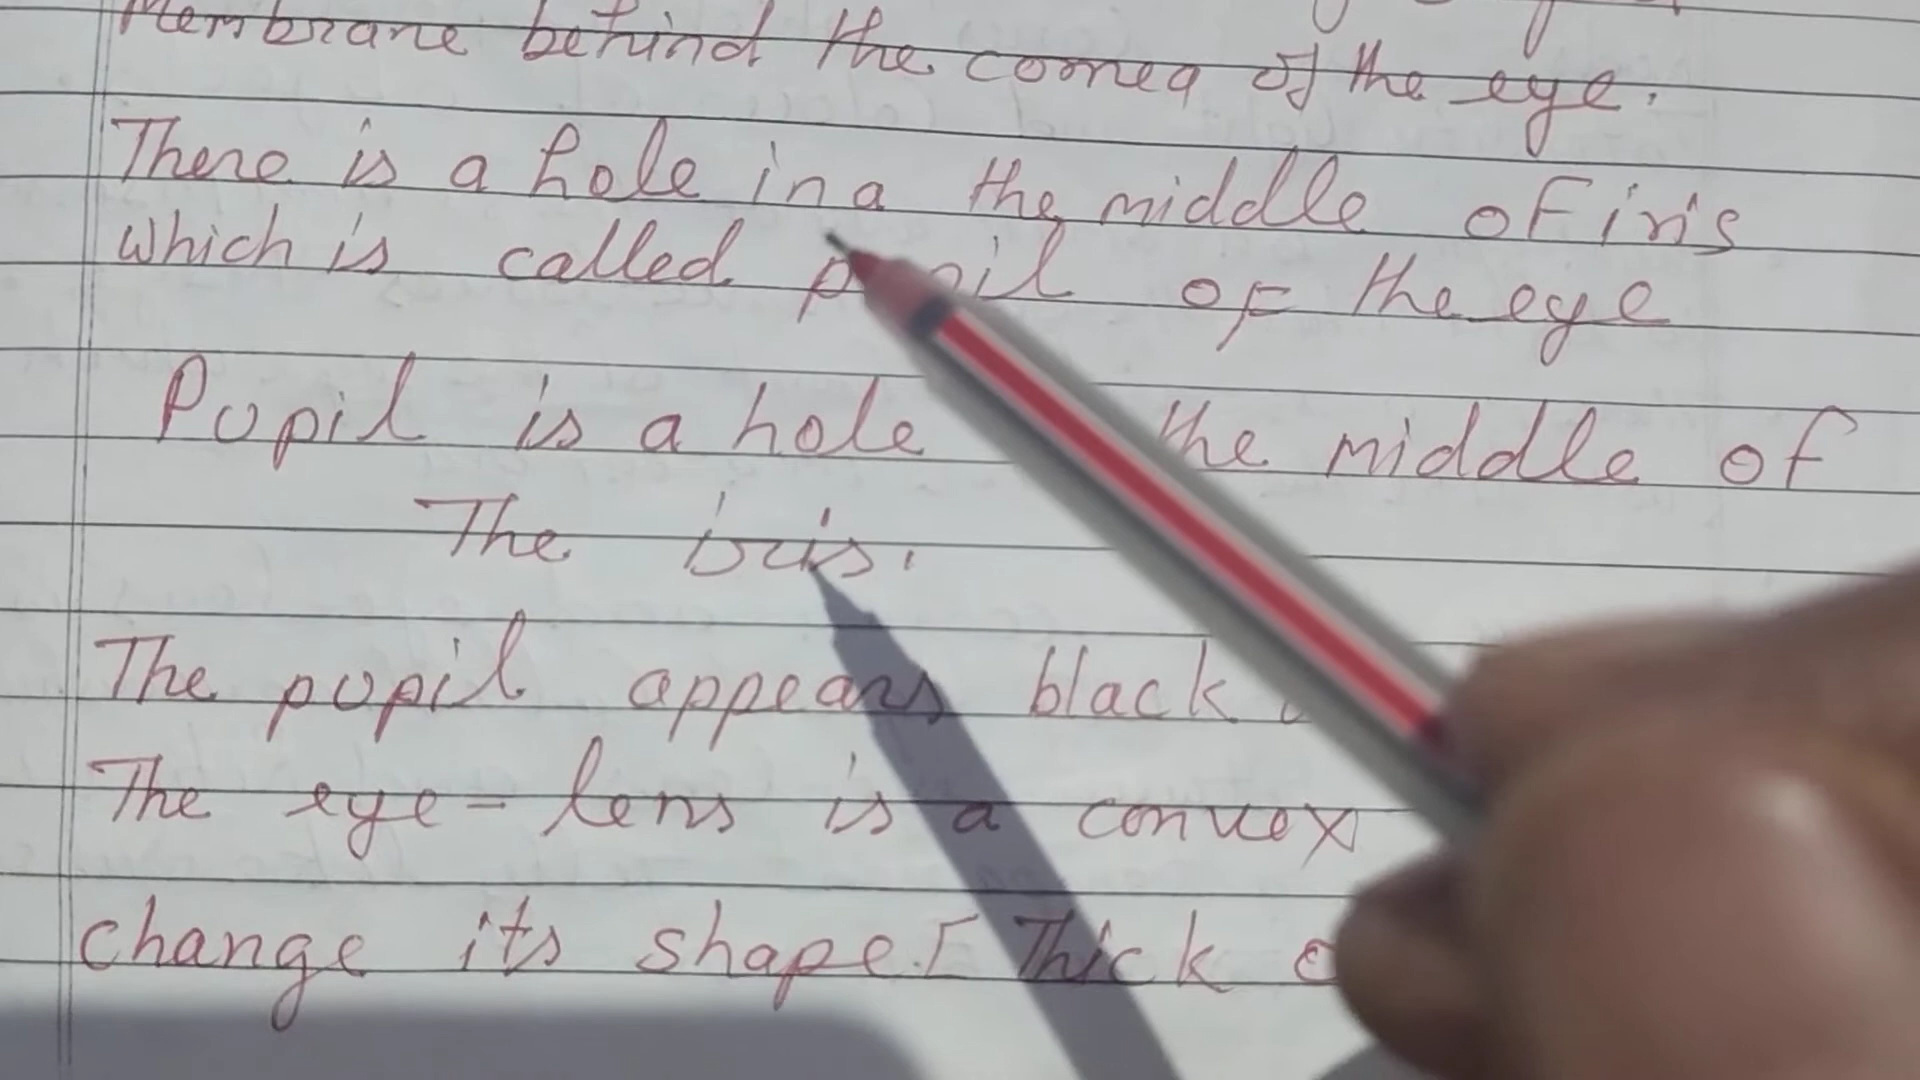 Membrane behind the cornea of the eye.
There is a hole in a the middle of iris
which is called pupil of the eye
Pupil is a hole the middle of
The iris.
The pupil appears black
The eye-lens is a convex
change its shape.[Thick